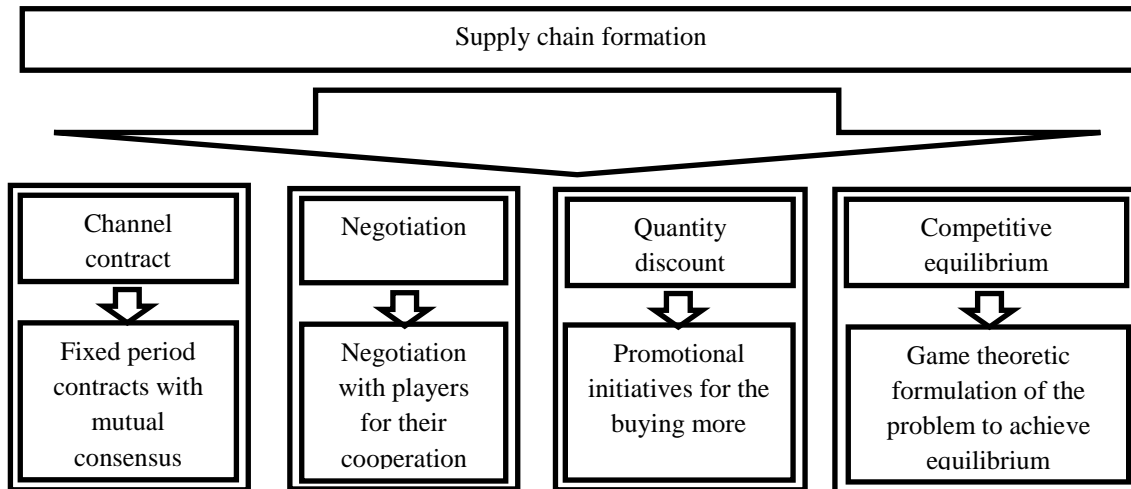 Supply chain formation
Channel
contract
Fixed period
contracts with
mutual
consensus
Negotiation
Negotiation
with players
for their
cooperation
Quantity
discount
Promotional
initiatives for the
buying more
Competitive
equilibrium
Game theoretic
formulation of the
problem to achieve
equilibrium